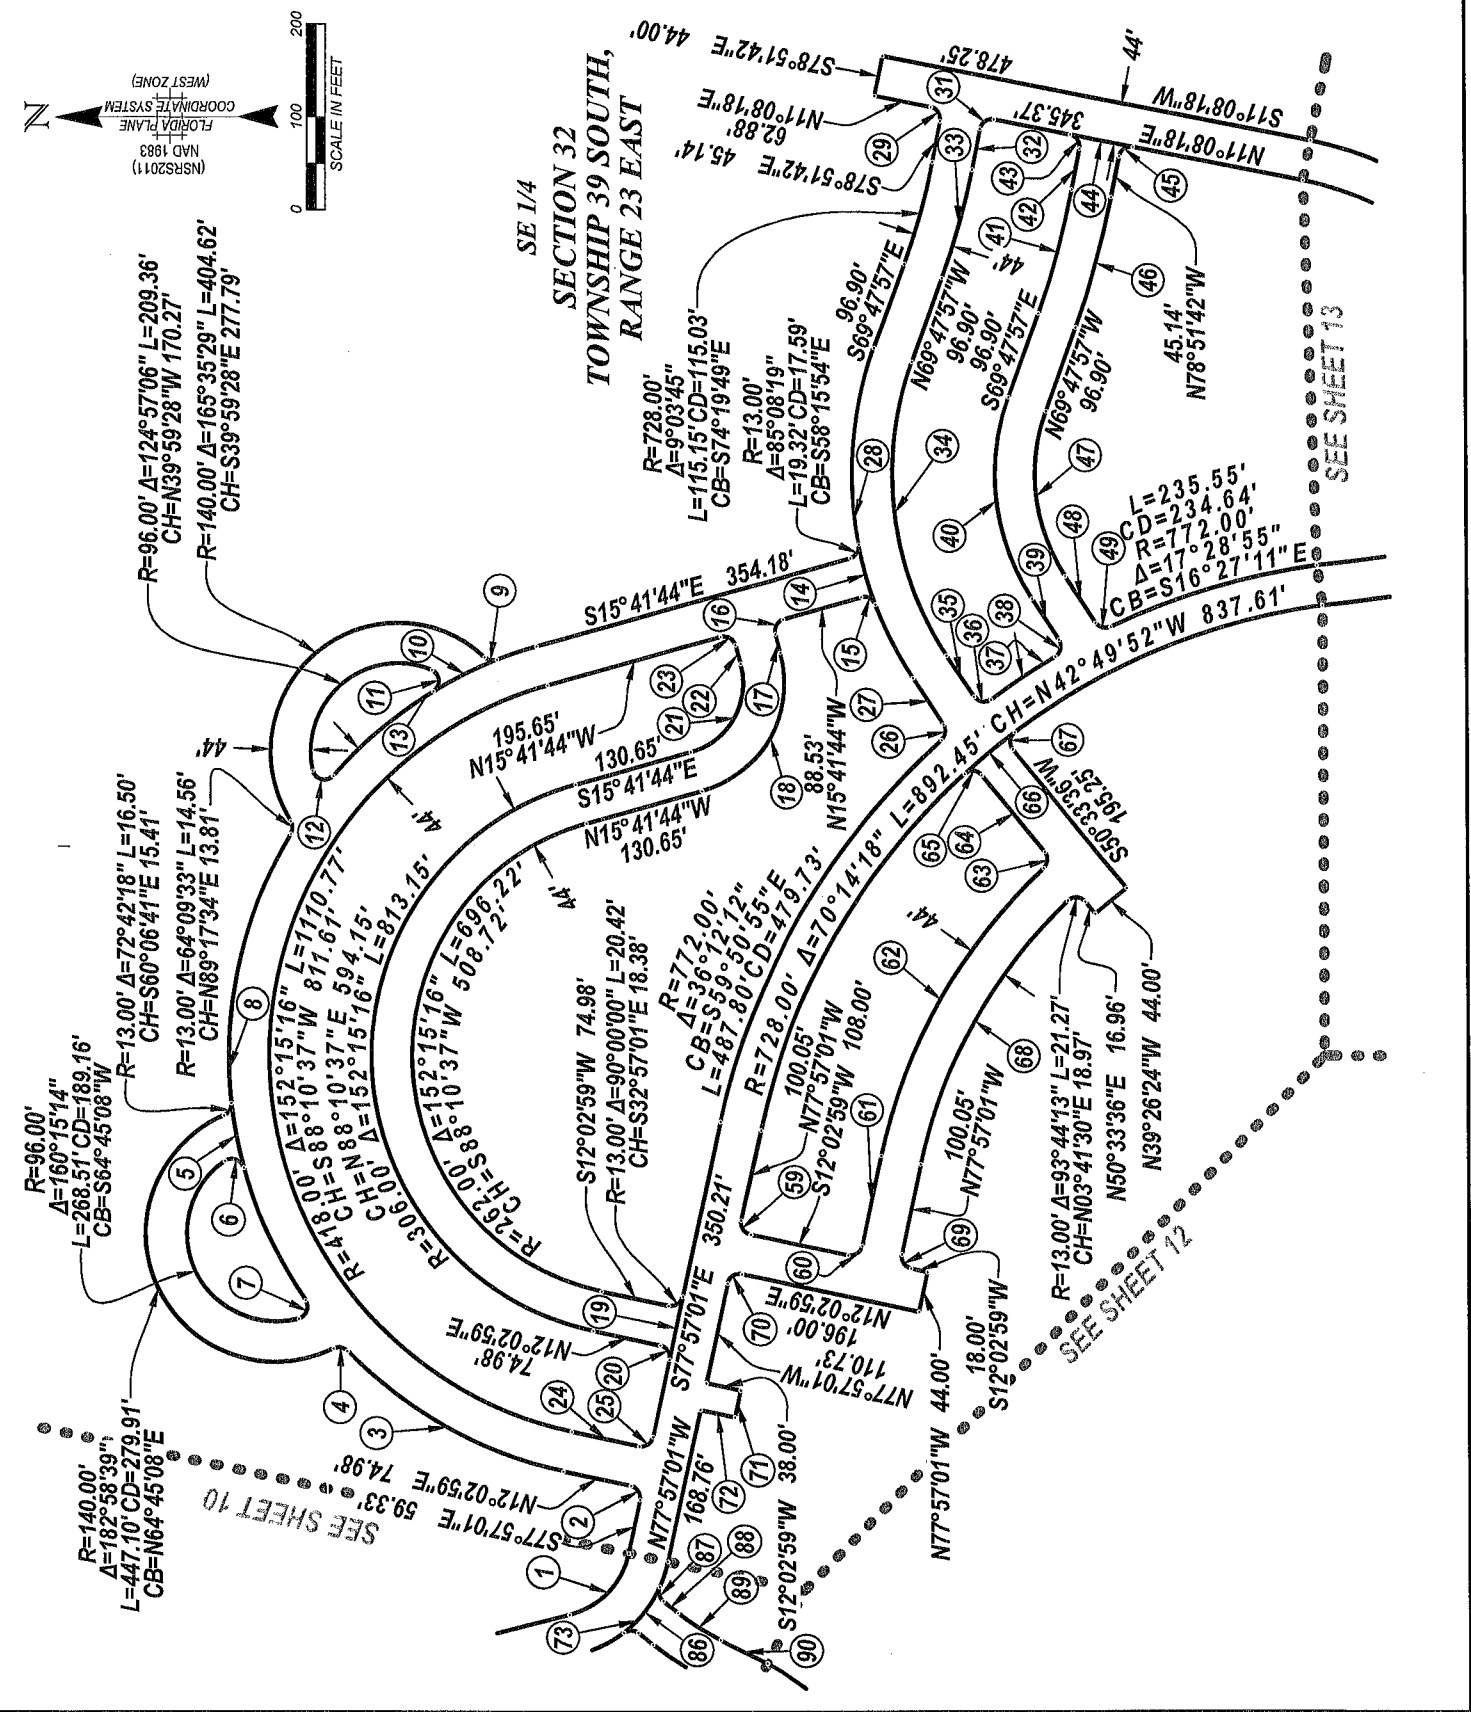 N
(NSRS2011)
NAD 1983
FLORIDA PLANE
COORDINATE SYSTEM
(WEST ZONE)
0 100 200
SCALE IN FEET
SE 1/4
SECTION 32
TOWNSHIP 39 SOUTH,
RANGE 23 EAST
R=96.00' Δ=124°57'06" L=209.36'
CH=N39°59'28"W 170.27'
R=140.00' Δ=165°35'29" L=404.62'
CH=S39°59'28"E 277.79'
R=13.00' Δ=72°42'18" L=16.50'
CH=S60°06'41"E 15.41'
R=13.00' Δ=64°09'33" L=14.56'
CH=N89°17'34"E 13.81'
R=96.00'
Δ=160°15'14"
L=268.51' CD=189.16'
CB=S64°45'08"W
R=140.00'
Δ=182°58'39"
L=447.10' CD=279.91'
CB=N64°45'08"E
SEE SHEET 10
S77°57'01"E 59.33'
N12°02'59"E 74.98'
1
2
3
4
5
6
7
8
9
10
11
12
13
44'
44'
44'
R=418.00' Δ=152°15'16" L=1110.77'
CH=S88°10'37"W 811.61'
CH=N88°10'37"E 594.15'
R=306.00' Δ=152°15'16" L=813.15'
R=262.00' Δ=152°15'16" L=696.22'
CH=S88°10'37"W 508.72'
44'
S15°41'44"E 354.18'
195.65'
N15°41'44"W
130.65'
S15°41'44"E
N15°41'44"W
130.65'
88.53'
N15°41'44"W
14
15
16
17
18
19
20
21
22
23
24
25
N12°02'59"E
74.98'
S12°02'59"W 74.98'
R=13.00' Δ=90°00'00" L=20.42'
CH=S32°57'01"E 18.38'
R=728.00'
Δ=9°03'45"
L=115.15' CD=115.03'
CB=S74°19'49"E
R=13.00'
Δ=85°08'19"
L=19.32' CD=17.59'
CB=S58°15'54"E
S78°51'42"E 44.00'
N11°08'18"E
62.88'
S78°51'42"E 45.14'
478.25'
S11°08'18"W
345.37'
N11°08'18"E
44'
96.90'
S69°47'57"E
N69°47'57"W
96.90'
96.90'
S69°47'57"E
N69°47'57"W
96.90'
44'
45.14'
N78°51'42"W
26
27
28
29
31
32
33
34
35
36
37
38
39
40
41
42
43
44
45
46
47
48
49
L=235.55'
CD=234.64'
R=772.00'
Δ=17°28'55"
CB=S16°27'11"E
SEE SHEET 13
R=772.00'
Δ=36°12'12"
CB=S59°50'55"E
L=487.80' CD=479.73'
R=728.00' Δ=70°14'18" L=892.45' CH=N42°49'52"W 837.61'
100.05'
N77°57'01"W
S12°02'59"W 108.00'
S50°33'36"W
195.25'
44'
100.05'
N77°57'01"W
59
60
61
62
63
64
65
66
67
68
69
70
71
72
73
86
87
88
89
90
R=13.00' Δ=93°44'13" L=21.27'
CH=N03°41'30"E 18.97'
N50°33'36"E 16.96'
N39°26'24"W 44.00'
S77°57'01"E 350.21'
N12°02'59"E
196.00'
110.73'
N77°57'01"W
N77°57'01"W
168.76'
S12°02'59"W 38.00'
N77°57'01"W 44.00'
18.00'
S12°02'59"W
SEE SHEET 12